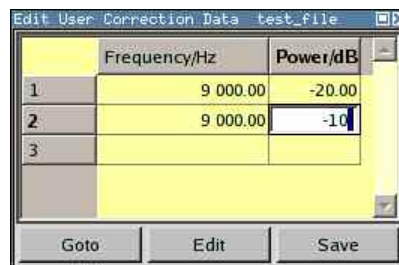 Edit User Correction Data test_file
Frequency/Hz Power/dB
1 9 000.00 -20.00
2 9 000.00 -10
3
Goto Edit Save